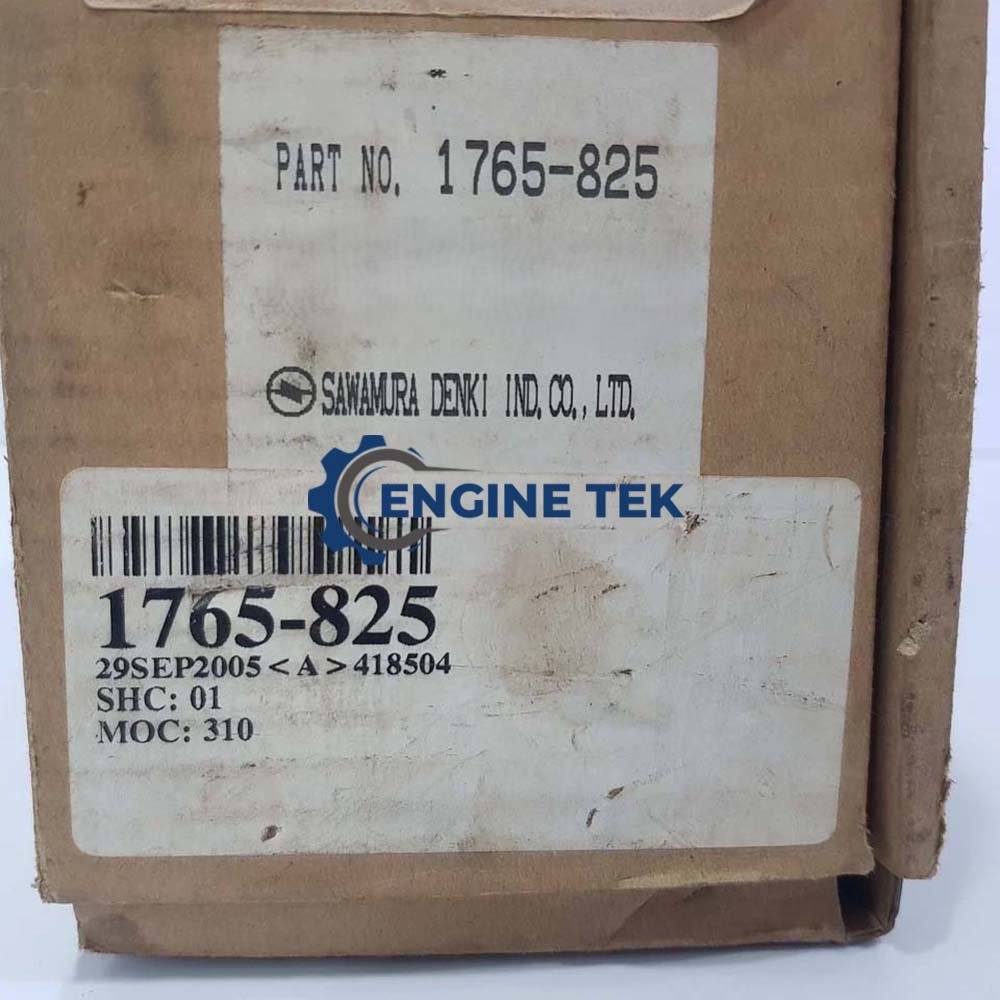 PART NO. 1765-825
SAWAMURA DENKI IND. CO., LTD.
ENGINE TEK
1765-825
29SEP2005<A>418504
SHC: 01
MOC: 310